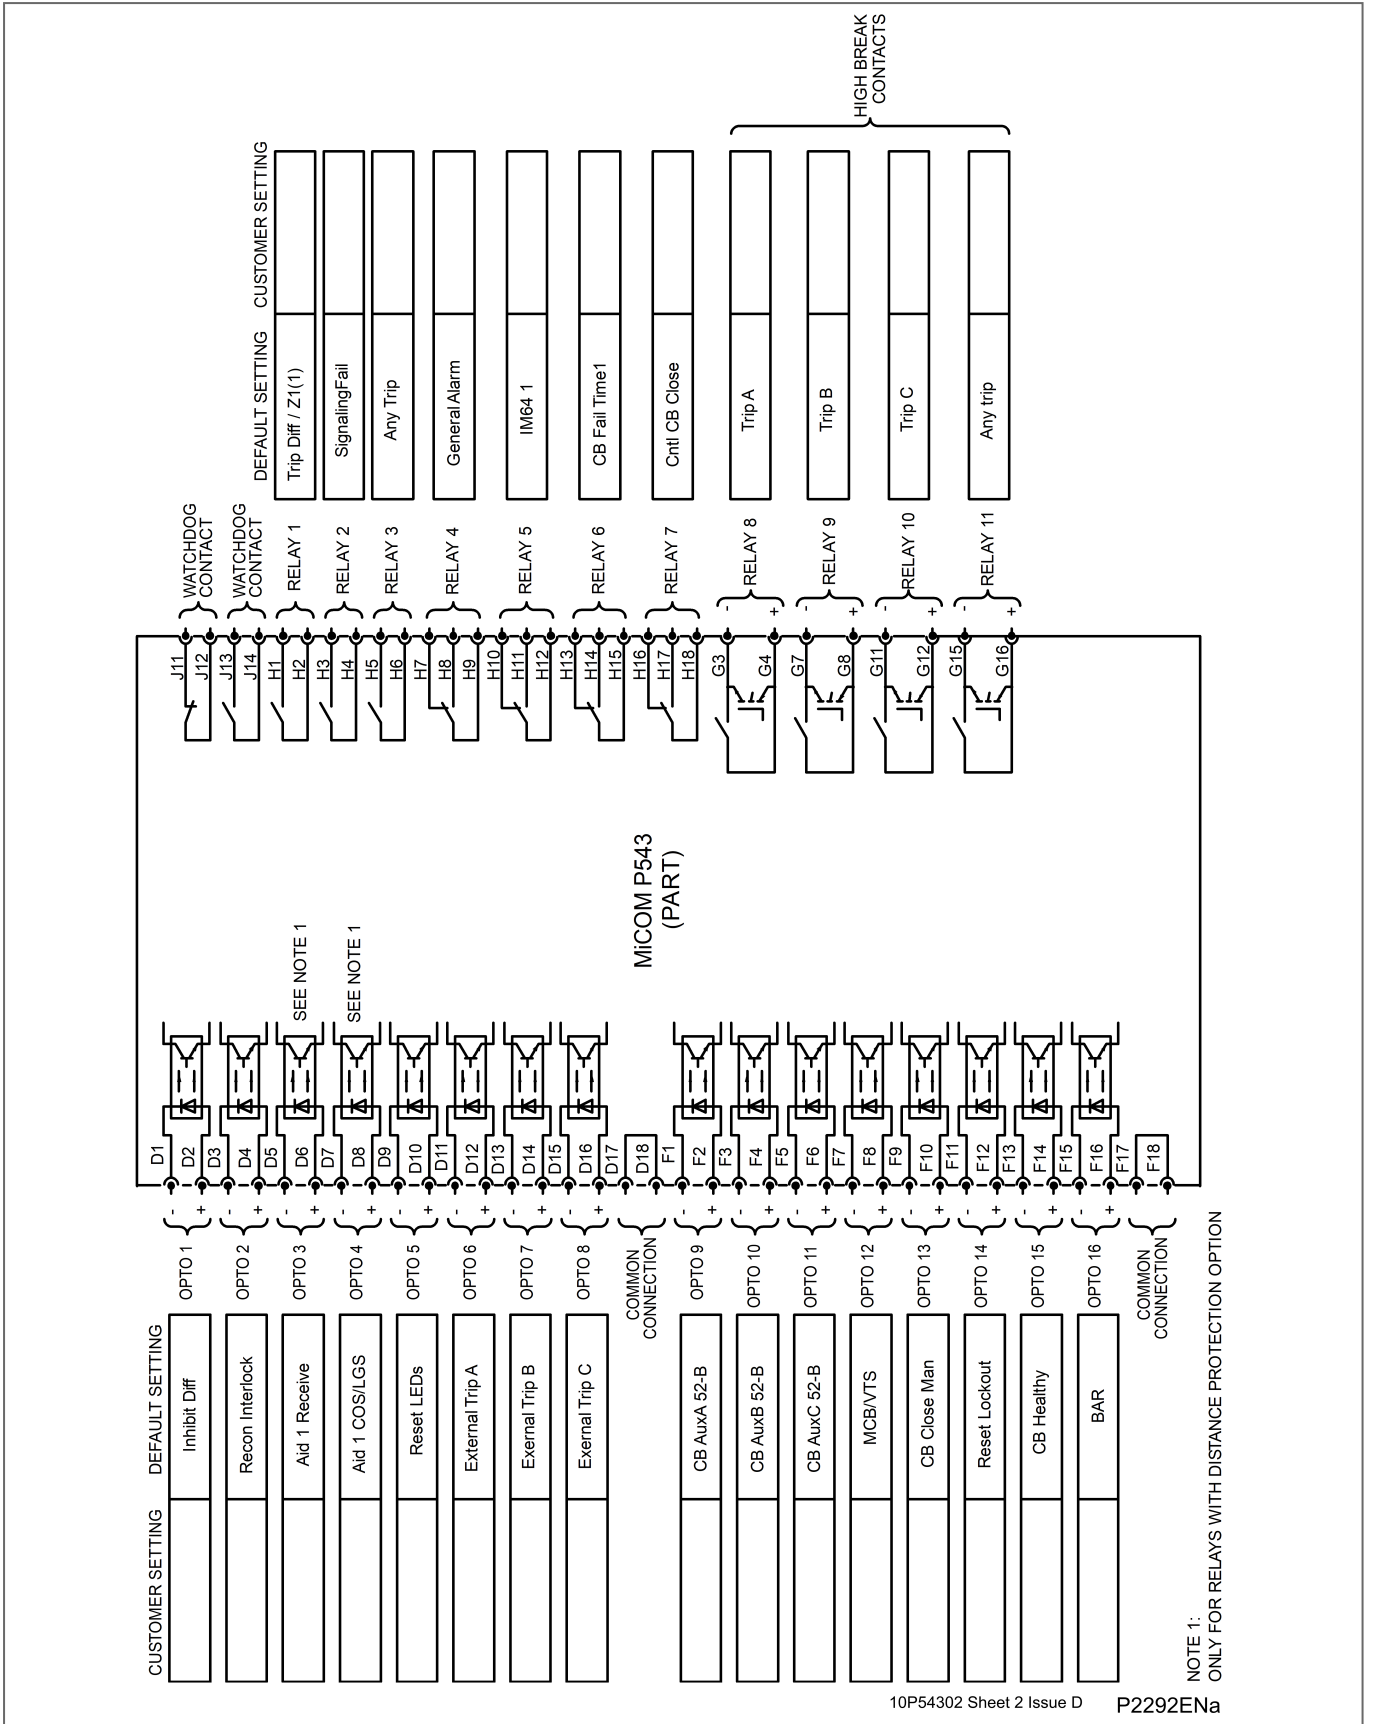 HIGH BREAK
CONTACTS
CUSTOMER SETTING
DEFAULT SETTING
Trip Diff / Z1(1)
SignalingFail
Any Trip
General Alarm
IM64 1
CB Fail Time1
Cntl CB Close
Trip A
Trip B
Trip C
Any trip
WATCHDOG
CONTACT
WATCHDOG
CONTACT
RELAY 1
RELAY 2
RELAY 3
RELAY 4
RELAY 5
RELAY 6
RELAY 7
RELAY 8
RELAY 9
RELAY 10
RELAY 11
- + - + - + - +
J11
J12
J13
J14
H1
H2
H3
H4
H5
H6
H7
H8
H9
H10
H11
H12
H13
H14
H15
H16
H17
H18
G3
G4
G7
G8
G11
G12
G15
G16
MiCOM P543
(PART)
SEE NOTE 1
SEE NOTE 1
D1
D2
D3
D4
D5
D6
D7
D8
D9
D10
D11
D12
D13
D14
D15
D16
D17
D18
F1
F2
F3
F4
F5
F6
F7
F8
F9
F10
F11
F12
F13
F14
F15
F16
F17
F18
- + - + - + - + - + - + - + - +
- + - + - + - + - + - + - + - +
OPTO 1
OPTO 2
OPTO 3
OPTO 4
OPTO 5
OPTO 6
OPTO 7
OPTO 8
COMMON
CONNECTION
OPTO 9
OPTO 10
OPTO 11
OPTO 12
OPTO 13
OPTO 14
OPTO 15
OPTO 16
COMMON
CONNECTION
DEFAULT SETTING
Inhibit Diff
Recon Interlock
Aid 1 Receive
Aid 1 COS/LGS
Reset LEDs
External Trip A
Exernal Trip B
Exernal Trip C
CB AuxA 52-B
CB AuxB 52-B
CB AuxC 52-B
MCB/VTS
CB Close Man
Reset Lockout
CB Healthy
BAR
CUSTOMER SETTING
NOTE 1:
ONLY FOR RELAYS WITH DISTANCE PROTECTION OPTION
10P54302 Sheet 2 Issue D
P2292ENa